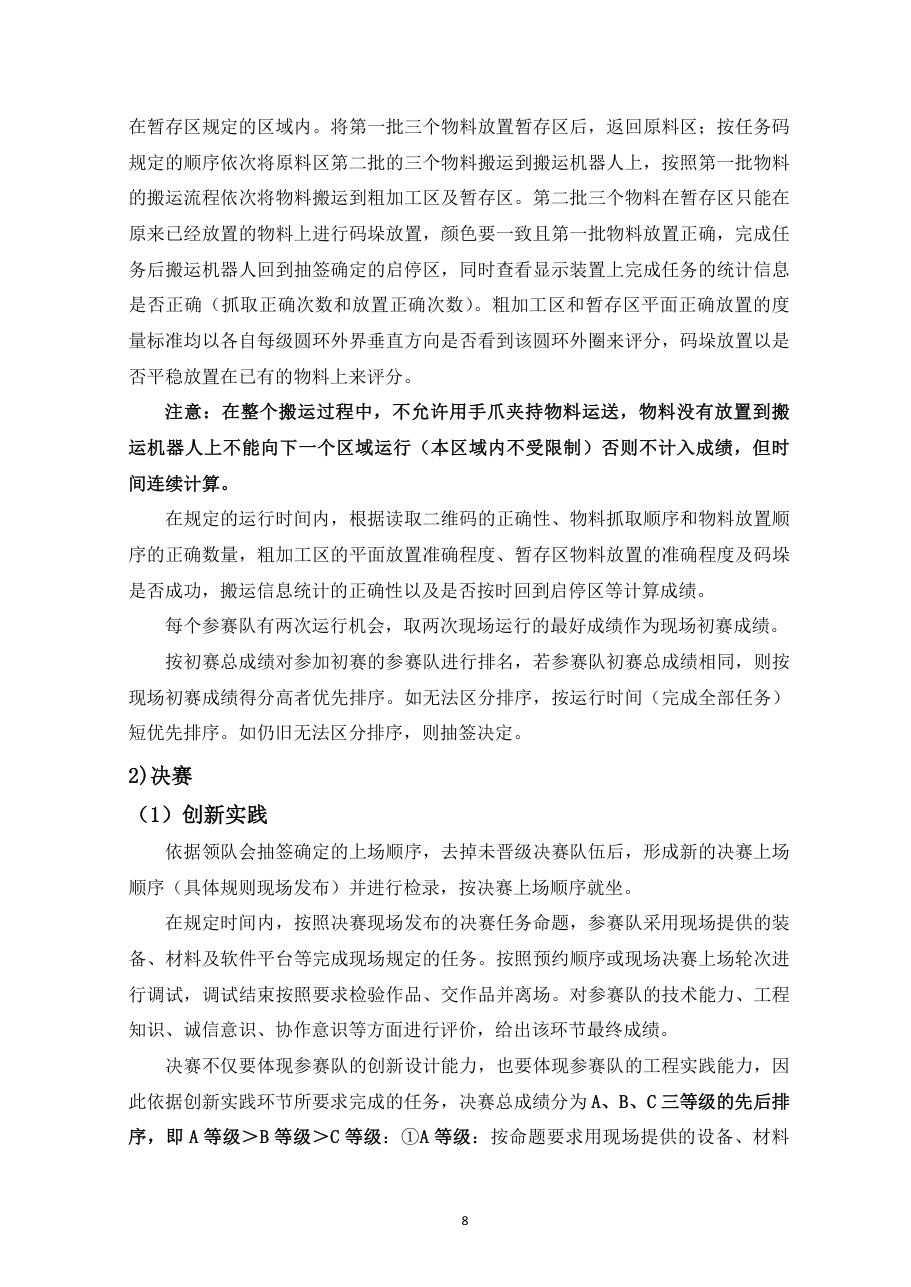 在暂存区规定的区域内。将第一批三个物料放置暂存区后，返回原料区；按任务码
规定的顺序依次将原料区第二批的三个物料搬运到搬运机器人上，按照第一批物料
的搬运流程依次将物料搬运到粗加工区及暂存区。第二批三个物料在暂存区只能在
原来已经放置的物料上进行码垛放置，颜色要一致且第一批物料放置正确，完成任
务后搬运机器人回到抽签确定的启停区，同时查看显示装置上完成任务的统计信息
是否正确（抓取正确次数和放置正确次数）。粗加工区和暂存区平面正确放置的度
量标准均以各自每级圆环外界垂直方向是否看到该圆环外圈来评分，码垛放置以是
否平稳放置在已有的物料上来评分。
注意：在整个搬运过程中，不允许用手爪夹持物料运送，物料没有放置到搬
运机器人上不能向下一个区域运行（本区域内不受限制）否则不计入成绩，但时
间连续计算。
在规定的运行时间内，根据读取二维码的正确性、物料抓取顺序和物料放置顺
序的正确数量，粗加工区的平面放置准确程度、暂存区物料放置的准确程度及码垛
是否成功，搬运信息统计的正确性以及是否按时回到启停区等计算成绩。
每个参赛队有两次运行机会，取两次现场运行的最好成绩作为现场初赛成绩。
按初赛总成绩对参加初赛的参赛队进行排名，若参赛队初赛总成绩相同，则按
现场初赛成绩得分高者优先排序。如无法区分排序，按运行时间（完成全部任务）
短优先排序。如仍旧无法区分排序，则抽签决定。
2)决赛
（1）创新实践
依据领队会抽签确定的上场顺序，去掉未晋级决赛队伍后，形成新的决赛上场
顺序（具体规则现场发布）并进行检录，按决赛上场顺序就坐。
在规定时间内，按照决赛现场发布的决赛任务命题，参赛队采用现场提供的装
备、材料及软件平台等完成现场规定的任务。按照预约顺序或现场决赛上场轮次进
行调试，调试结束按照要求检验作品、交作品并离场。对参赛队的技术能力、工程
知识、诚信意识、协作意识等方面进行评价，给出该环节最终成绩。
决赛不仅要体现参赛队的创新设计能力，也要体现参赛队的工程实践能力，因
此依据创新实践环节所要求完成的任务，决赛总成绩分为 A、B、C 三等级的先后排
序，即 A 等级＞B 等级＞C 等级：①A 等级：按命题要求用现场提供的设备、材料
8